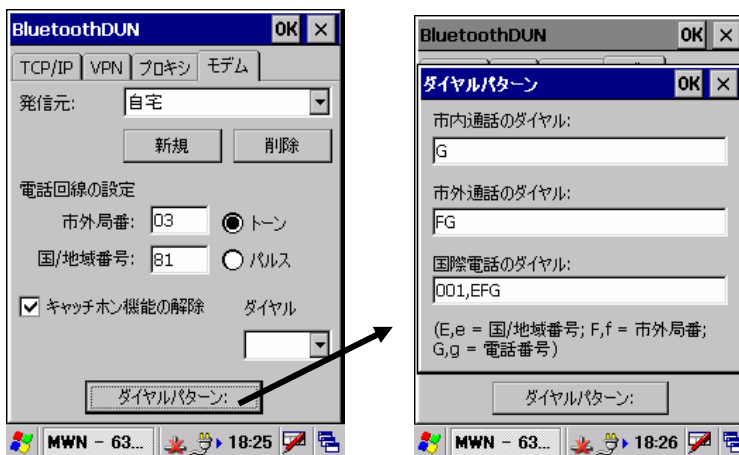 BluetoothDUN OK ×
TCP/IP VPN プロキシ モデム
発信元: 自宅
新規 削除
電話回線の設定
市外局番: 03 トーン
国/地域番号: 81 パルス
キャッチホン機能の解除 ダイヤル
ダイヤルパターン:
MWN - 63... 18:25
BluetoothDUN OK ×
ダイヤルパターン OK ×
市内通話のダイヤル:
G
市外通話のダイヤル:
FG
国際電話のダイヤル:
001,EFG
(E,e = 国/地域番号; F,f = 市外局番;
G,g = 電話番号)
ダイヤルパターン:
MWN - 63... 18:26